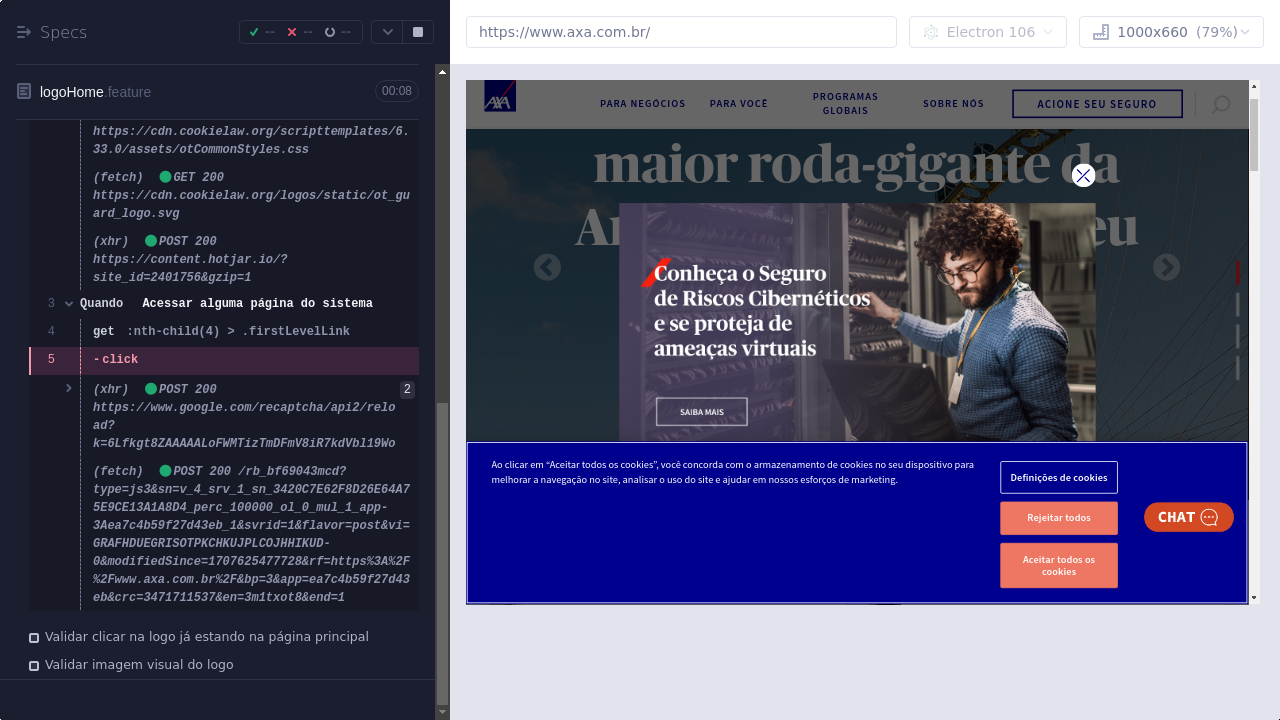 Specs
--
--
--
https://www.axa.com.br/
Electron 106
1000x660 (79%)
logoHome.feature
00:08
https://cdn.cookielaw.org/scripttemplates/6.
33.0/assets/otCommonStyles.css
(fetch) GET 200
https://cdn.cookielaw.org/logos/static/ot_gu
ard_logo.svg
(xhr) POST 200
https://content.hotjar.io/?
site_id=2401756&gzip=1
3 Quando Acessar alguma página do sistema
4 get :nth-child(4) > .firstLevelLink
5 -click
(xhr) POST 200 2
https://www.google.com/recaptcha/api2/relo
ad?
k=6Lfkgt8ZAAAAALoFWMTizTmDFmV8iR7kdVbl19Wo
(fetch) POST 200 /rb_bf69043mcd?
type=js3&sn=v_4_srv_1_sn_3420CF17B4B228E64A7
5E9CE13A1A8D4_perc_100000_ol_0_mul_1_app-
3Aea7c4b59f27d43eb_1&svrid=1&flavor=post&vi=
GRAFHDUEGRISOTPKCHKUJPLCOJHHIKUD-
0&modifiedSince=1707625477728&rf=https%3A%2F
%2Fwww.axa.com.br%2F&bp=3&app=ea7c4b59f27d43
eb&crc=3471711537&en=3m1txot8&end=1
Validar clicar na logo já estando na página principal
Validar imagem visual do logo
AXA
PARA NEGÓCIOS
PARA VOCÊ
PROGRAMAS
GLOBAIS
SOBRE NÓS
ACIONE SEU SEGURO
maior roda-gigante da
Conheça o Seguro
de Riscos Cibernéticos
e se proteja de
ameaças virtuais
SAIBA MAIS
Ao clicar em “Aceitar todos os cookies”, você concorda com o armazenamento de cookies no seu dispositivo para
melhorar a navegação no site, analisar o uso do site e ajudar em nossos esforços de marketing.
Definições de cookies
Rejeitar todos
Aceitar todos os
cookies
CHAT